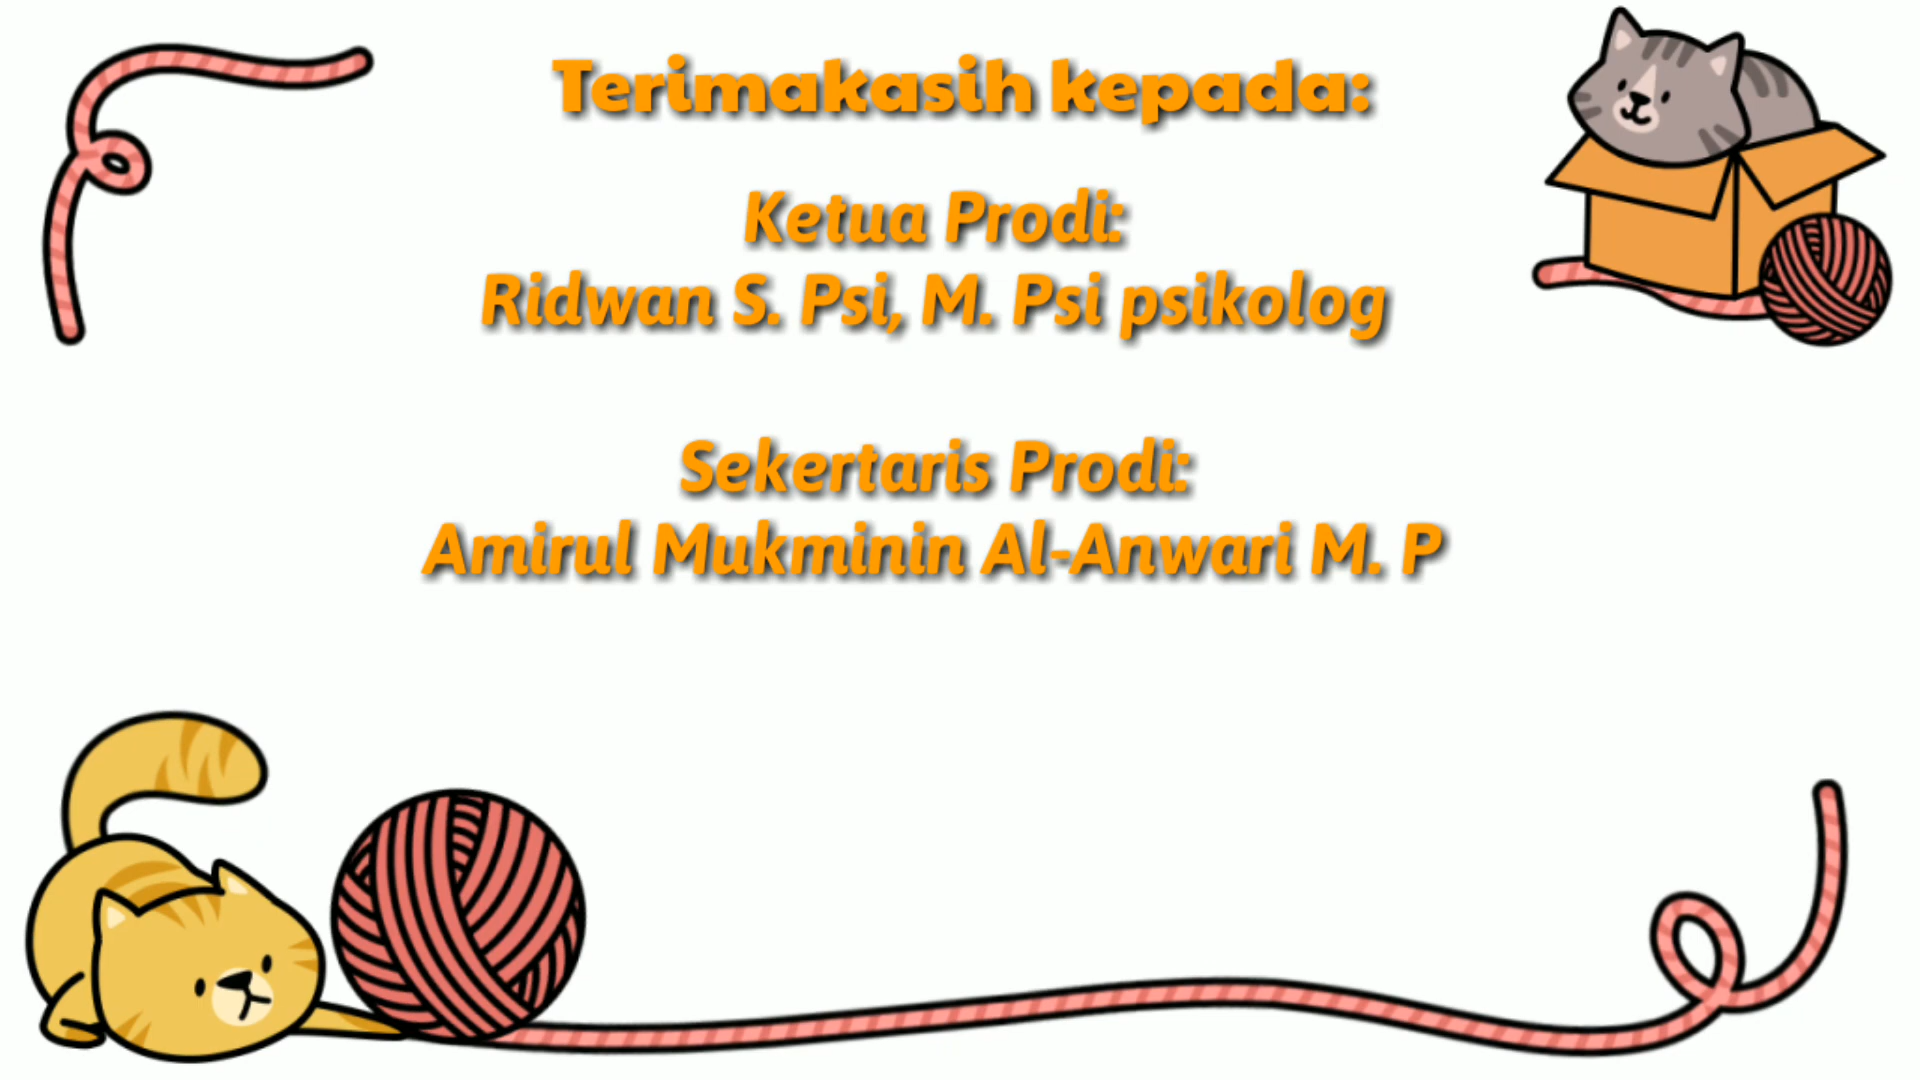 Terimakasih kepada:
Ketua Prodi:
Ridwan S. Psi, M. Psi psikolog
Sekertaris Prodi:
Amirul Mukminin Al-Anwari M. P